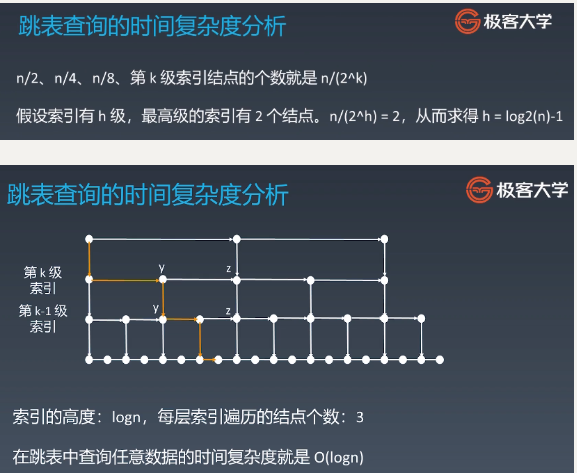 跳表查询的时间复杂度分析
极客大学
n/2、n/4、n/8、第 k 级索引结点的个数就是 n/(2^k)
假设索引有 h 级，最高级的索引有 2 个结点。n/(2^h) = 2，从而求得 h = log2(n)-1
跳表查询的时间复杂度分析
极客大学
第 k 级
索引
y
z
第 k-1 级
索引
y
z
索引的高度：logn，每层索引遍历的结点个数：3
在跳表中查询任意数据的时间复杂度就是 O(logn)